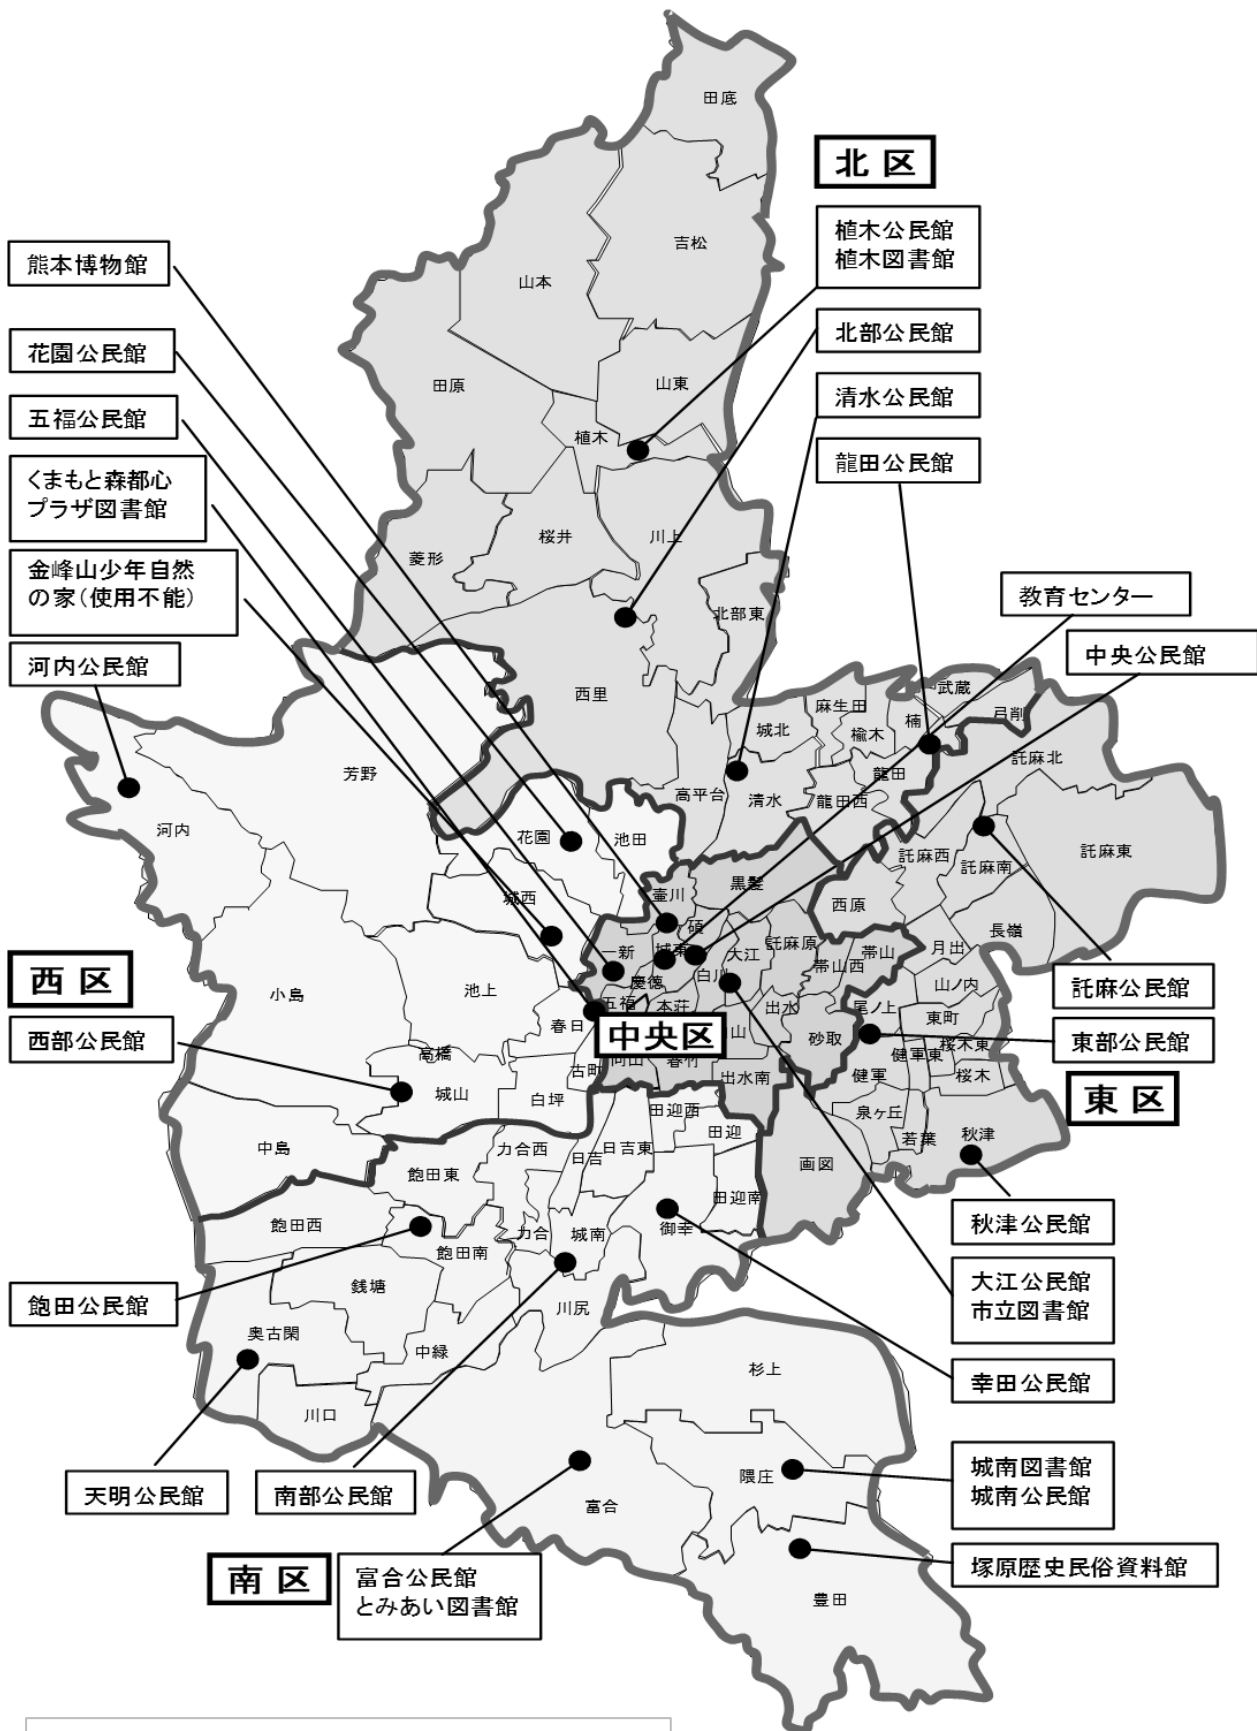 田底
北区
植木公民館
植木図書館
吉松
熊本博物館
山本
北部公民館
花園公民館
田原
山東
清水公民館
五福公民館
植木
龍田公民館
くまもと森都心
プラザ図書館
桜井
川上
菱形
金峰山少年自然
の家(使用不能)
北部東
教育センター
河内公民館
中央公民館
西里
武蔵
麻生田
楠
弓削
城北
楡木
託麻北
芳野
龍田
高平台
清水
龍田西
河内
花園
池田
託麻西
託麻東
託麻南
黒髪
壷川
城西
西原
碩
一新
城東
大江
託麻原
帯山
月出
長嶺
帯山西
西区
慶徳
白川
山ノ内
託麻公民館
小島
池上
五福
本荘
出水
尾ノ上
春日
中央区
山
東町
西部公民館
高橋
砂取
東部公民館
桜木東
健軍東
古町
向山
春竹
城山
白坪
出水南
健軍
桜木
東区
田迎西
泉ヶ丘
田迎
中島
力合西
日吉東
若葉
秋津
日吉
画図
飽田東
田迎南
飽田西
力合
城南
御幸
秋津公民館
飽田南
飽田公民館
銭塘
大江公民館
市立図書館
川尻
奥古閑
中緑
杉上
幸田公民館
川口
天明公民館
南部公民館
隈庄
城南図書館
城南公民館
富合
南区
富合公民館
とみあい図書館
塚原歴史民俗資料館
豊田